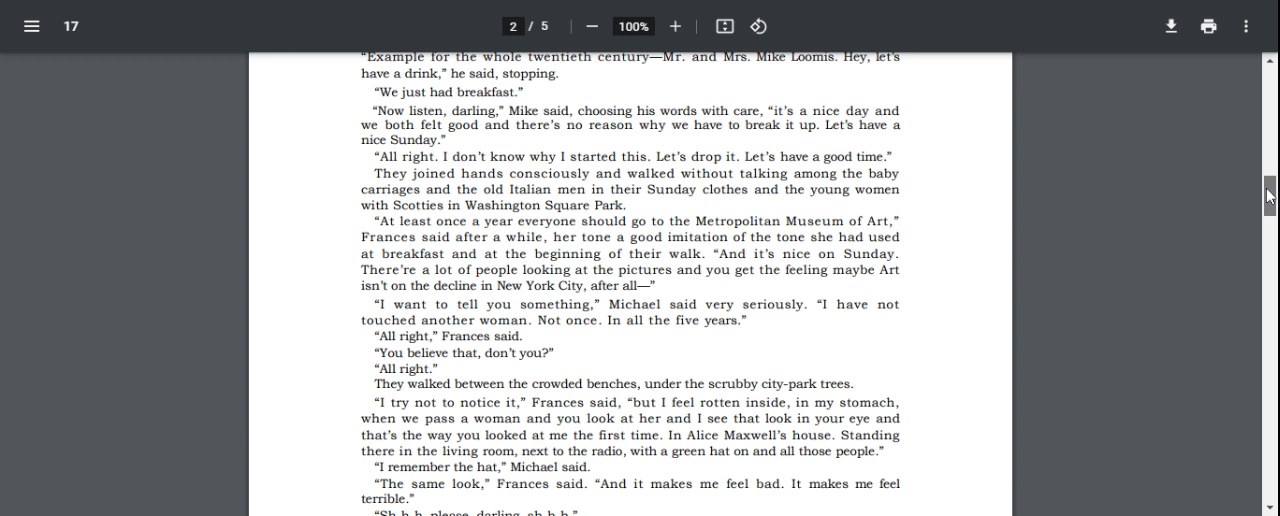 17
2 / 5
100%
“Example for the whole twentieth century—Mr. and Mrs. Mike Loomis. Hey, let’s
have a drink,” he said, stopping.
“We just had breakfast.”
“Now listen, darling,” Mike said, choosing his words with care, “it’s a nice day and
we both felt good and there’s no reason why we have to break it up. Let’s have a
nice Sunday.”
“All right. I don’t know why I started this. Let’s drop it. Let’s have a good time.”
They joined hands consciously and walked without talking among the baby
carriages and the old Italian men in their Sunday clothes and the young women
with Scotties in Washington Square Park.
“At least once a year everyone should go to the Metropolitan Museum of Art,”
Frances said after a while, her tone a good imitation of the tone she had used
at breakfast and at the beginning of their walk. “And it’s nice on Sunday.
There’re a lot of people looking at the pictures and you get the feeling maybe Art
isn’t on the decline in New York City, after all—”
“I want to tell you something,” Michael said very seriously. “I have not
touched another woman. Not once. In all the five years.”
“All right,” Frances said.
“You believe that, don’t you?”
“All right.”
They walked between the crowded benches, under the scrubby city-park trees.
“I try not to notice it,” Frances said, “but I feel rotten inside, in my stomach,
when we pass a woman and you look at her and I see that look in your eye and
that’s the way you looked at me the first time. In Alice Maxwell’s house. Standing
there in the living room, next to the radio, with a green hat on and all those people.”
“I remember the hat,” Michael said.
“The same look,” Frances said. “And it makes me feel bad. It makes me feel
terrible.”
“Sh-h-h, please, darling, sh-h-h.”